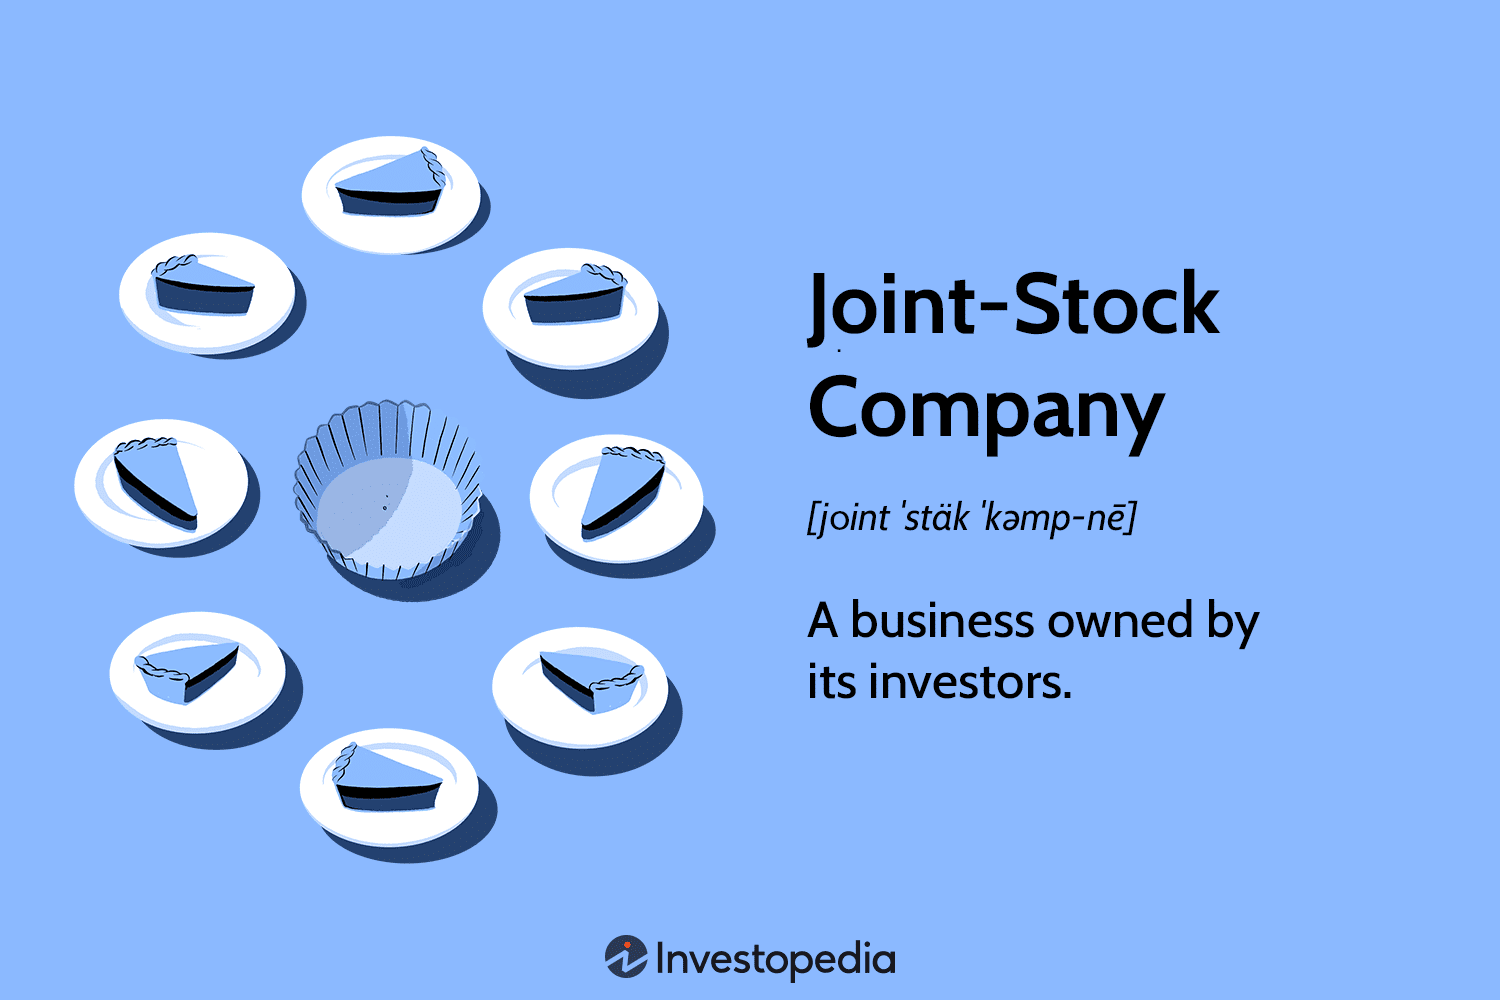 Joint-Stock
Company
[joint ˈstäk ˈkəmp-nē]
A business owned by
its investors.
Investopedia